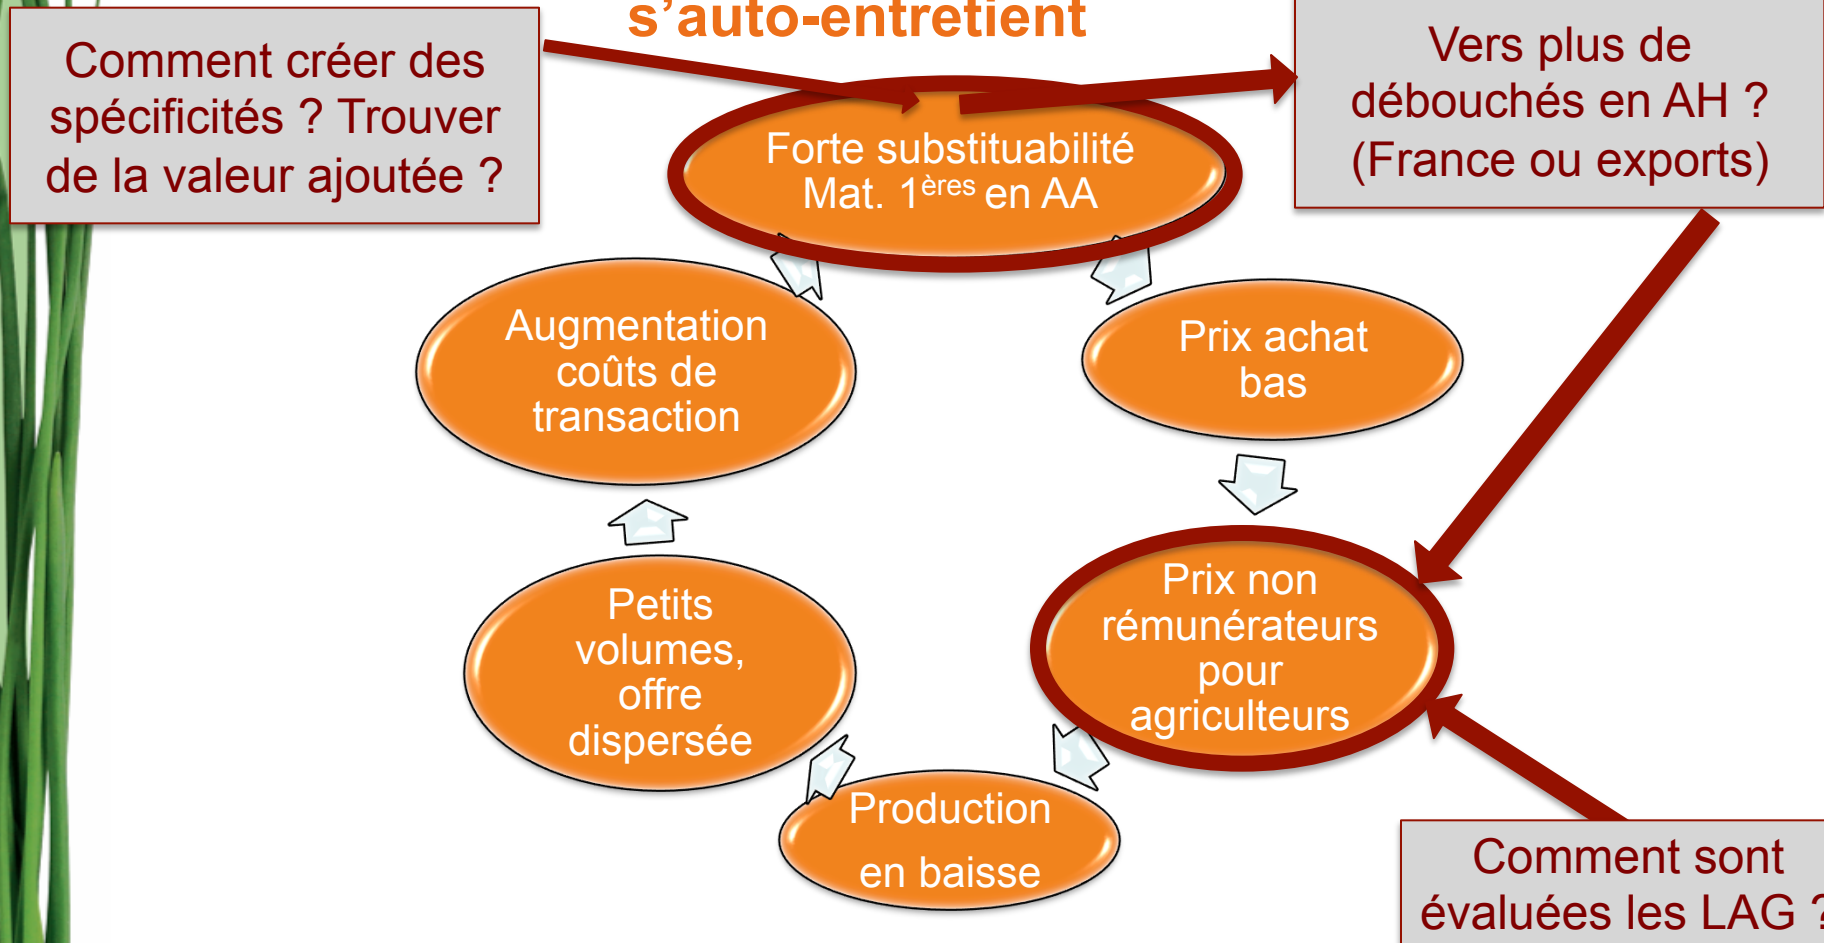 s’auto-entretient
Comment créer des
spécificités ? Trouver
de la valeur ajoutée ?
Vers plus de
débouchés en AH ?
(France ou exports)
Forte substituabilité
Mat. 1ères en AA
Prix achat
bas
Prix non
rémunérateurs
pour
agriculteurs
Production
en baisse
Petits
volumes,
offre
dispersée
Augmentation
coûts de
transaction
Comment sont
évaluées les LAG ?